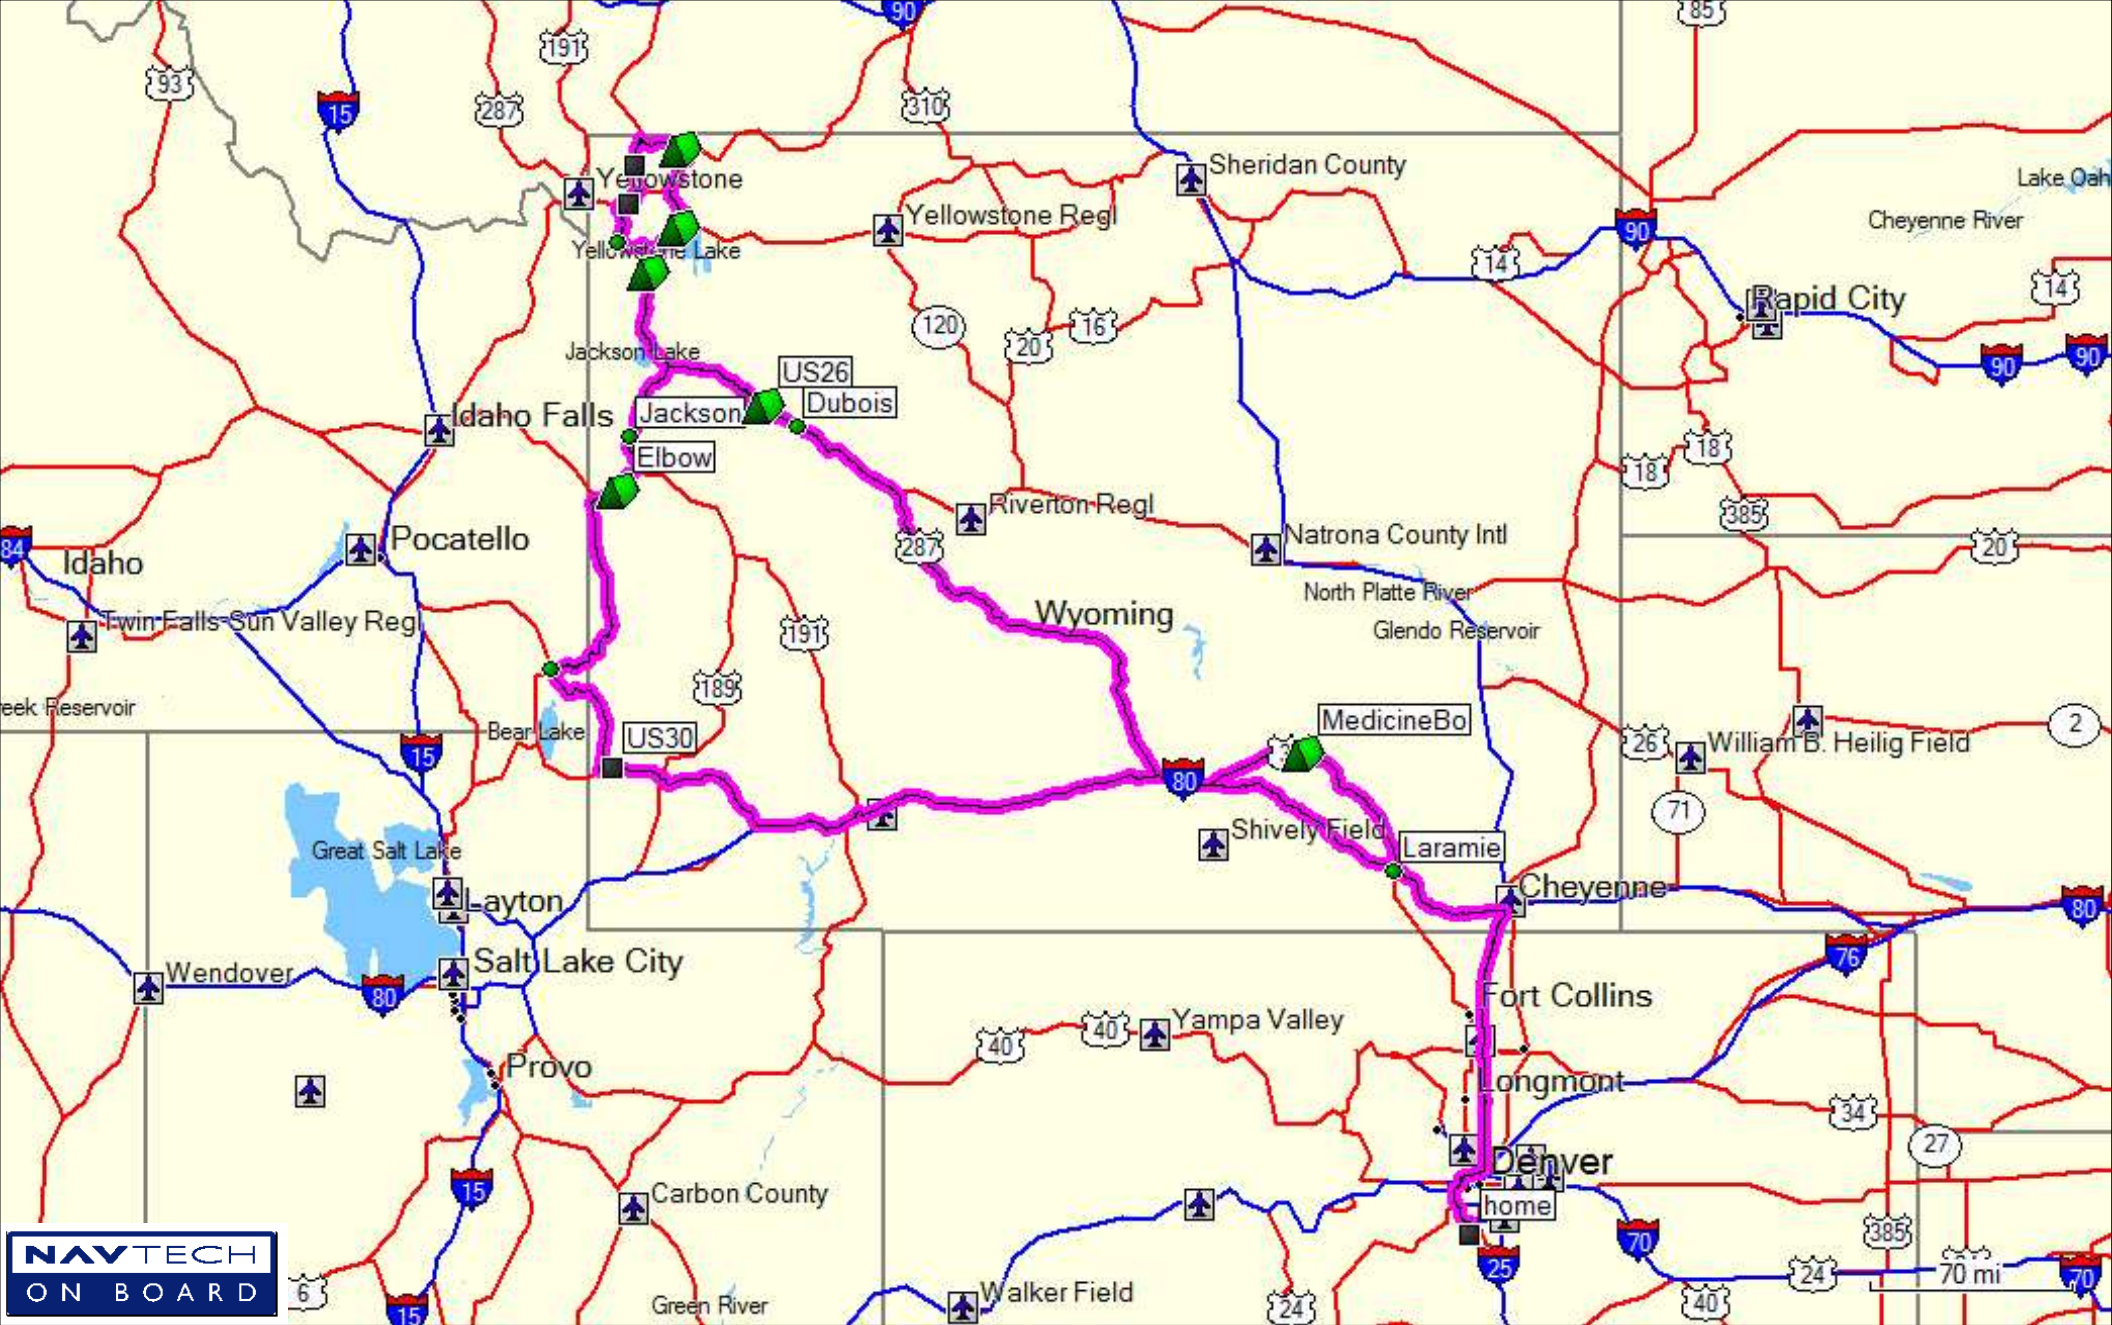 90
85
191
93
15
287
310
Sheridan County
Yellowstone
Lake Oah
Yellowstone Regl
Cheyenne River
90
Yellowstone Lake
14
14
Rapid City
120
16
20
Jackson Lake
90
90
US26
Dubois
Idaho Falls
Jackson
Elbow
18
18
Riverton Regl
385
Natrona County Intl
Pocatello
84
287
20
Idaho
North Platte River
Wyoming
Twin Falls-Sun Valley Regl
191
Glendo Reservoir
189
eek Reservoir
MedicineBo
2
Bear Lake
US30
26
William B. Heilig Field
15
80
71
Shively Field
Great Salt Lake
Laramie
Cheyenne
Layton
80
76
Salt Lake City
Wendover
80
Fort Collins
Yampa Valley
40
40
Provo
Longmont
34
27
Denver
15
Carbon County
home
385
70
NAVTECH
ON BOARD
25
24
70 mi
70
6
Walker Field
Green River
24
40
15